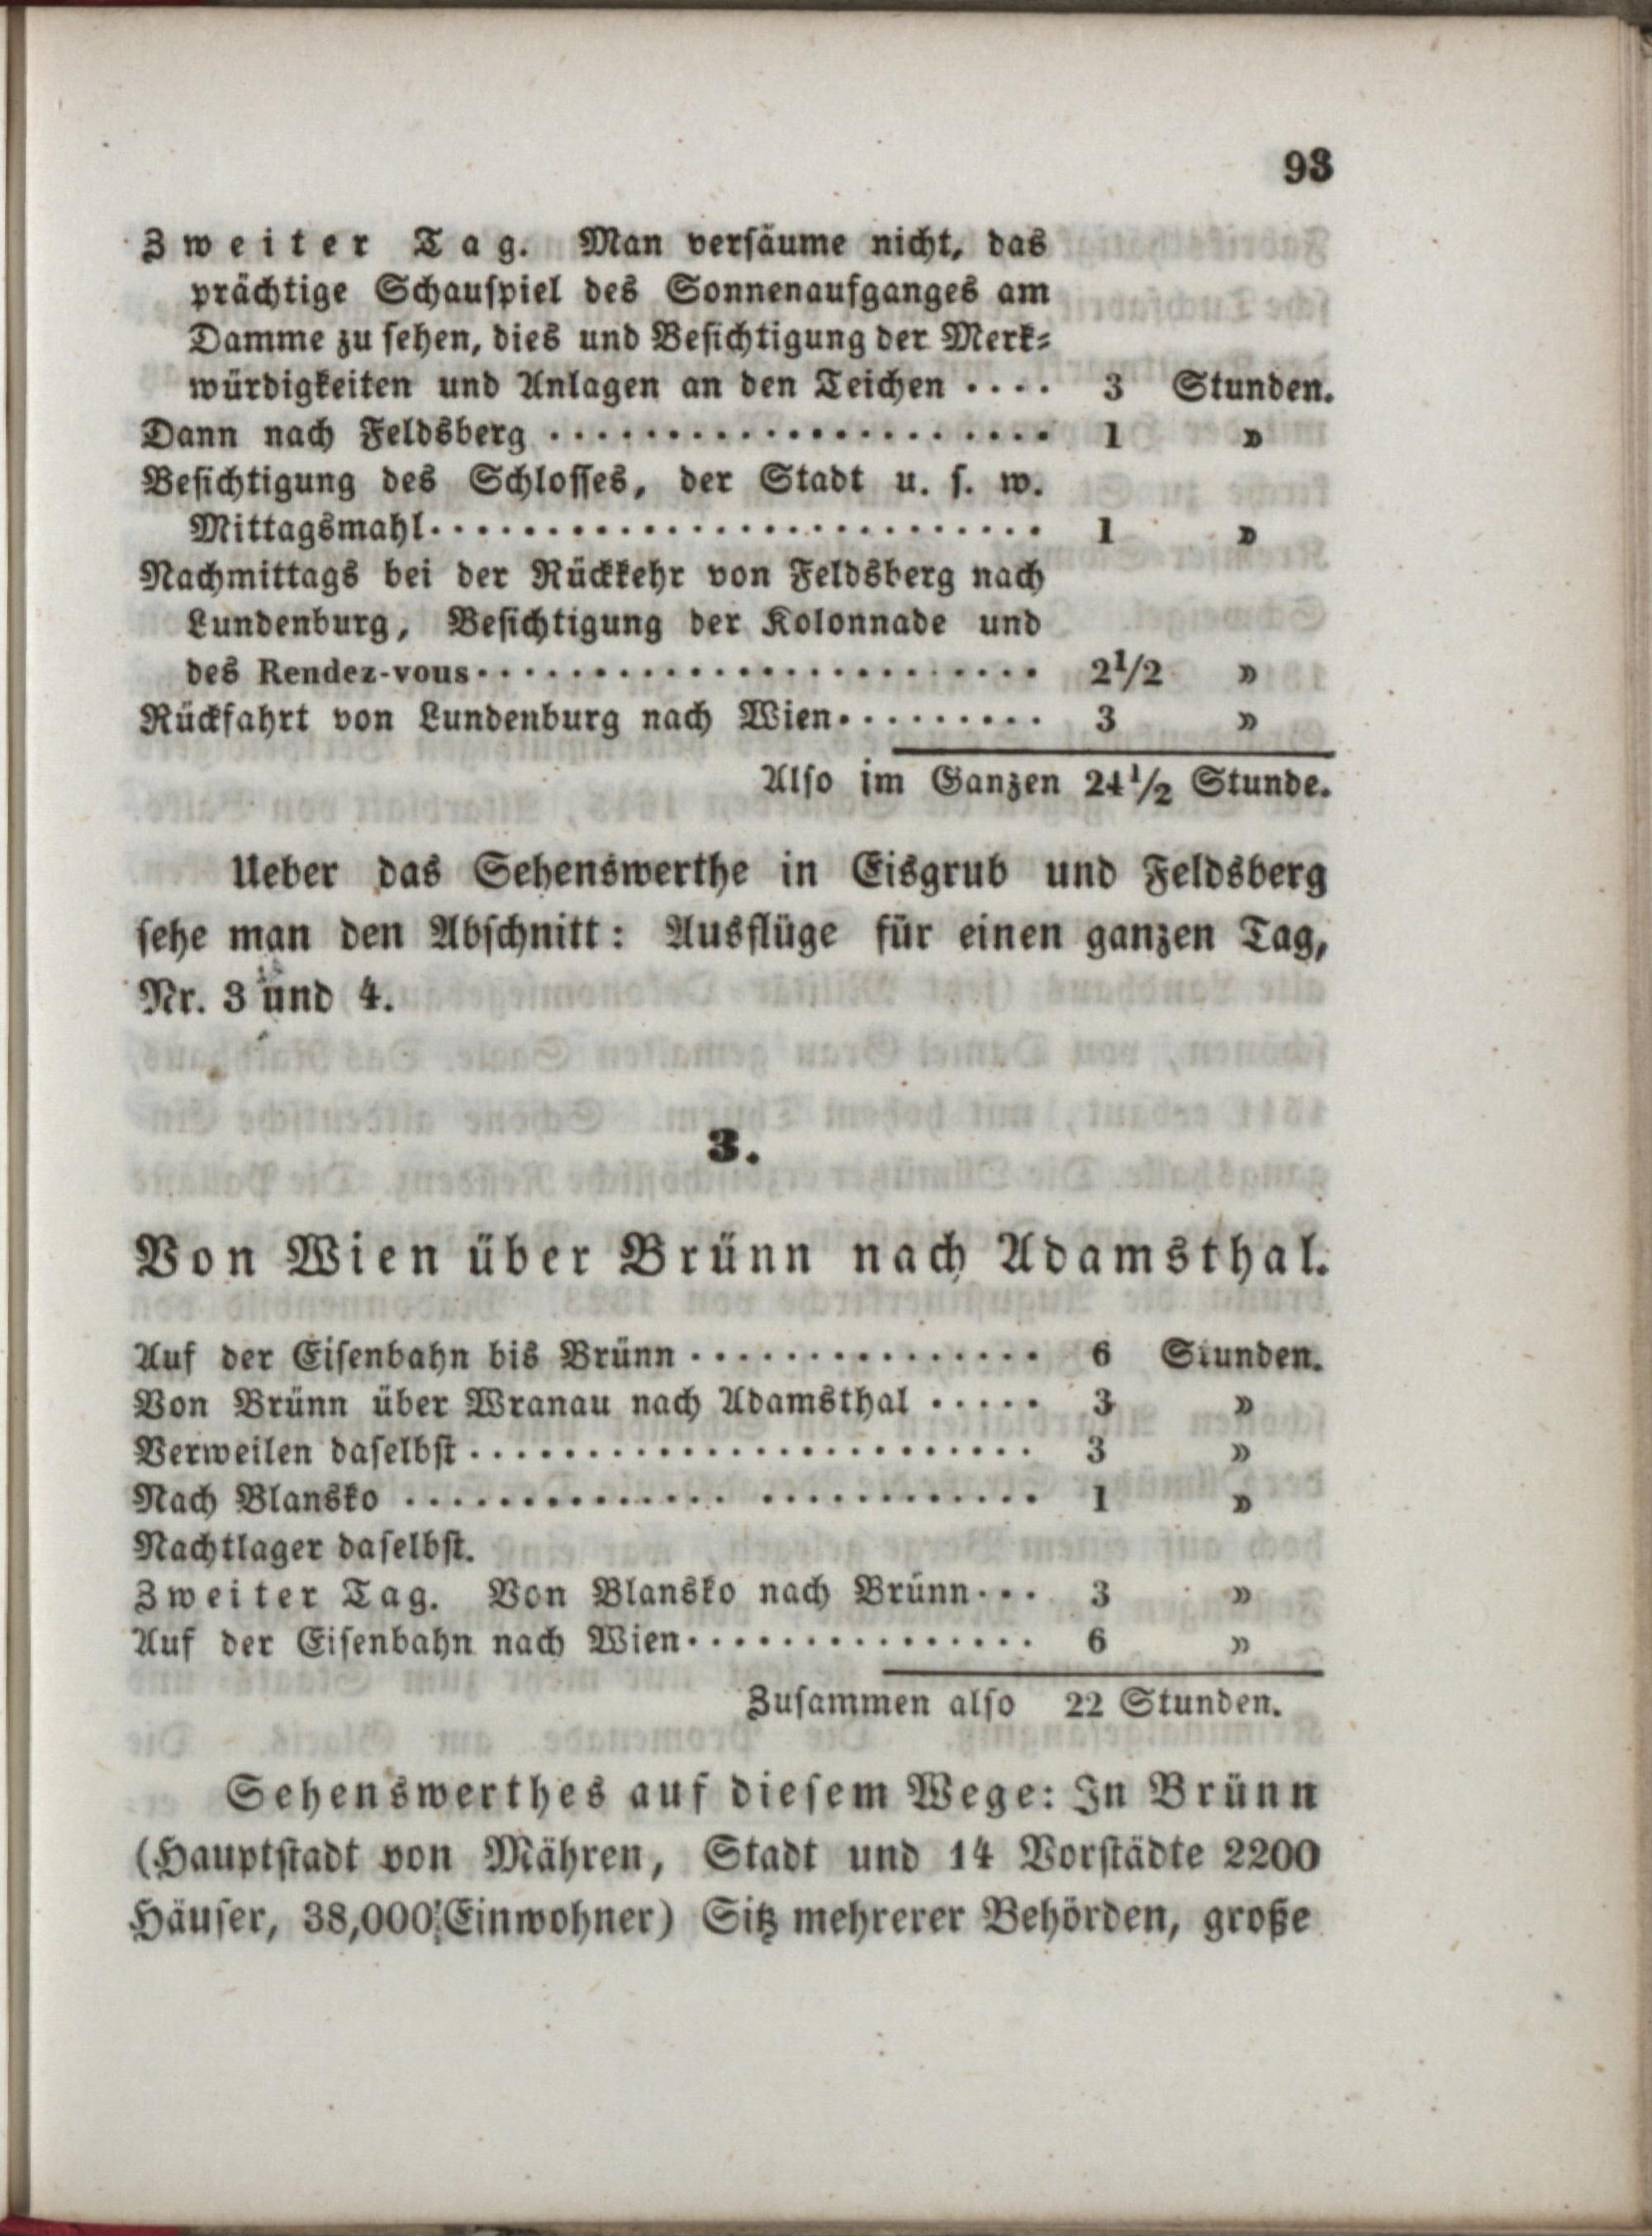 93
Zweiter Tag. Man versäume nicht, das
prächtige Schauspiel des Sonnenaufganges am
Damme zu sehen, dies und Besichtigung der Merk-
würdigkeiten und Anlagen an den Teichen .... 3 Stunden.
Dann nach Feldsberg ...................... 1 »
Besichtigung des Schlosses, der Stadt u. s. w.
Mittagsmahl........................... 1 »
Nachmittags bei der Rückkehr von Feldsberg nach
Lundenburg, Besichtigung der Kolonnade und
des Rendez-vous......................... 2 1/2 »
Rückfahrt von Lundenburg nach Wien......... 3 »
Also im Ganzen 24 1/2 Stunde.
Ueber das Sehenswerthe in Eisgrub und Feldsberg
sehe man den Abschnitt: Ausflüge für einen ganzen Tag,
Nr. 3 und 4.
3.
Von Wien über Brünn nach Adamsthal.
Auf der Eisenbahn bis Brünn ............... 6 Stunden.
Von Brünn über Wranau nach Adamsthal ..... 3 »
Verweilen daselbst ......................... 3 »
Nach Blansko .......................... 1 »
Nachtlager daselbst.
Zweiter Tag. Von Blansko nach Brünn... 3 »
Auf der Eisenbahn nach Wien............... 6 »
Zusammen also 22 Stunden.
Sehenswerthes auf diesem Wege: In Brünn
(Hauptstadt von Mähren, Stadt und 14 Vorstädte 2200
Häuser, 38,000 Einwohner) Sitz mehrerer Behörden, große